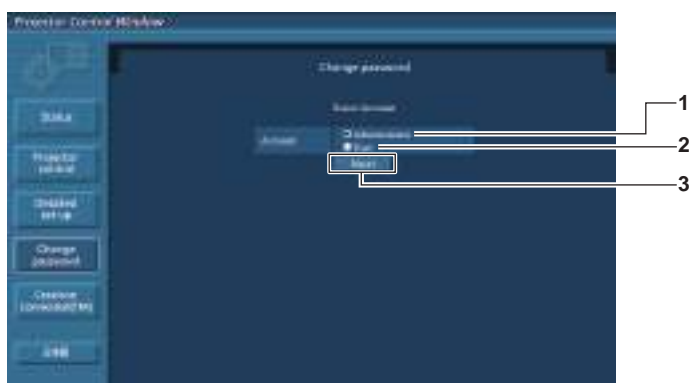 Projector Control Window
Change password
1
Status
Account
Administrator
2
User
Projector
control
Next
3
Detailed
set up
Change
password
Crestron
Connected(TM)